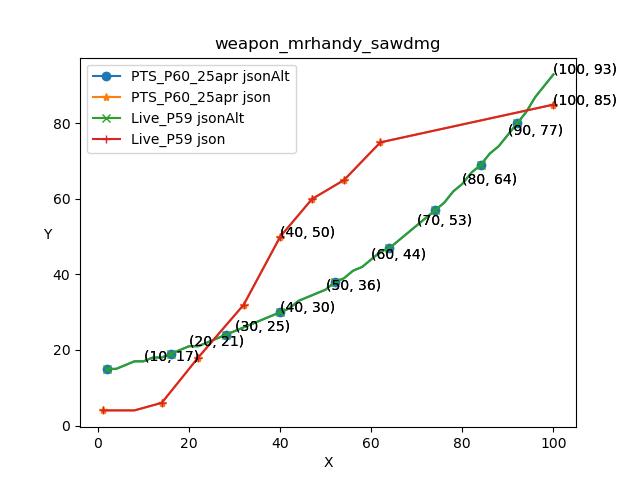 weapon_mrhandy_sawdmg
PTS_P60_25apr jsonAlt
PTS_P60_25apr json
Live_P59 jsonAlt
Live_P59 json
(100, 93)
(100, 85)
(90, 77)
(80, 64)
(70, 53)
(60, 44)
(40, 50)
(50, 36)
(40, 30)
(30, 25)
(20, 21)
(10, 17)
Y
80
60
40
20
0
0 20 40 60 80 100
X